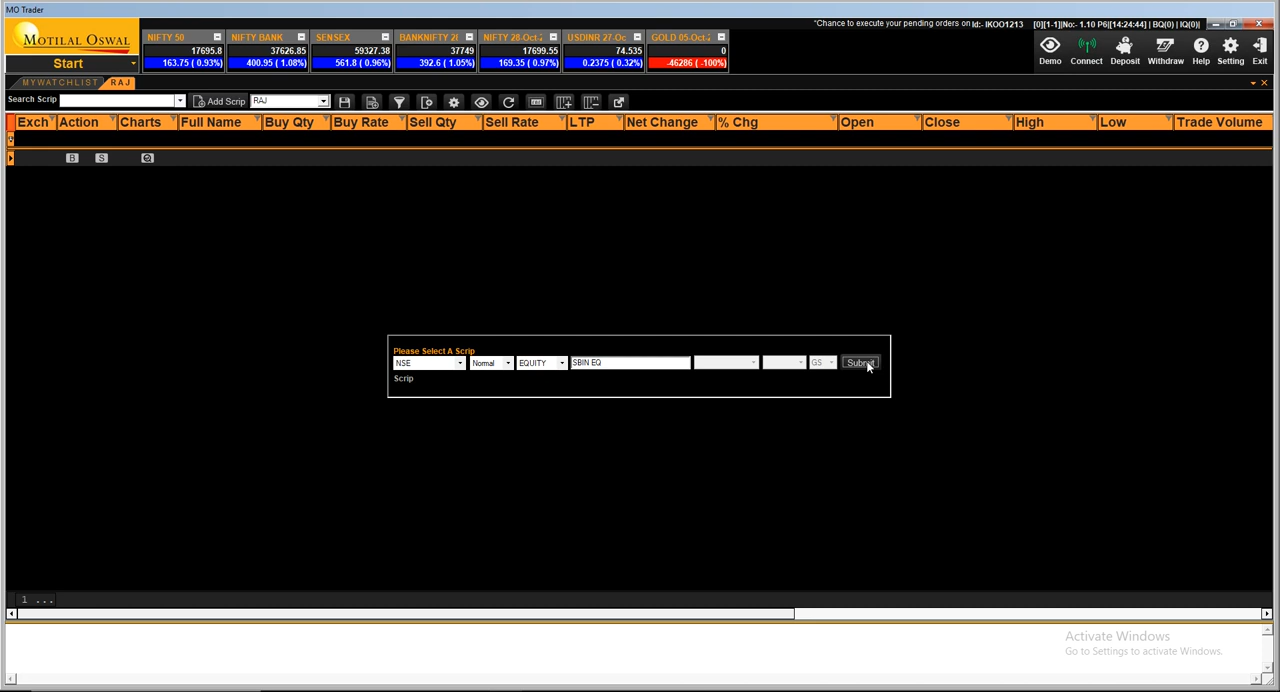 MO Trader
MOTILAL OSWAL
Start
NIFTY 50
17695.8
163.75 ( 0.93%)
NIFTY BANK
37626.85
400.95 ( 1.08%)
SENSEX
59327.38
561.8 ( 0.96%)
BANKNIFTY 2
37749
392.6 ( 1.05%)
NIFTY 28-Oct-
17699.55
169.35 ( 0.97%)
USDINR 27-Oc
74.535
0.2375 ( 0.32%)
GOLD 05-Oct-
0
-46286 ( -100%)
"Chance to execute your pending orders on Id:- IKOO1213 [0][1-1]|No:- 1.10 P6|[14:24:44] | BQ(0) | IQ(0)|
Demo Connect Deposit Withdraw Help Setting Exit
MYWATCHLIST RAJ
Search Scrip Add Scrip RAJ
Exch Action Charts Full Name Buy Qty Buy Rate Sell Qty Sell Rate LTP Net Change % Chg Open Close High Low Trade Volume
B S
Please Select A Scrip
NSE Normal EQUITY SBIN EQ GS Submit
Scrip
1 ...
Activate Windows
Go to Settings to activate Windows.